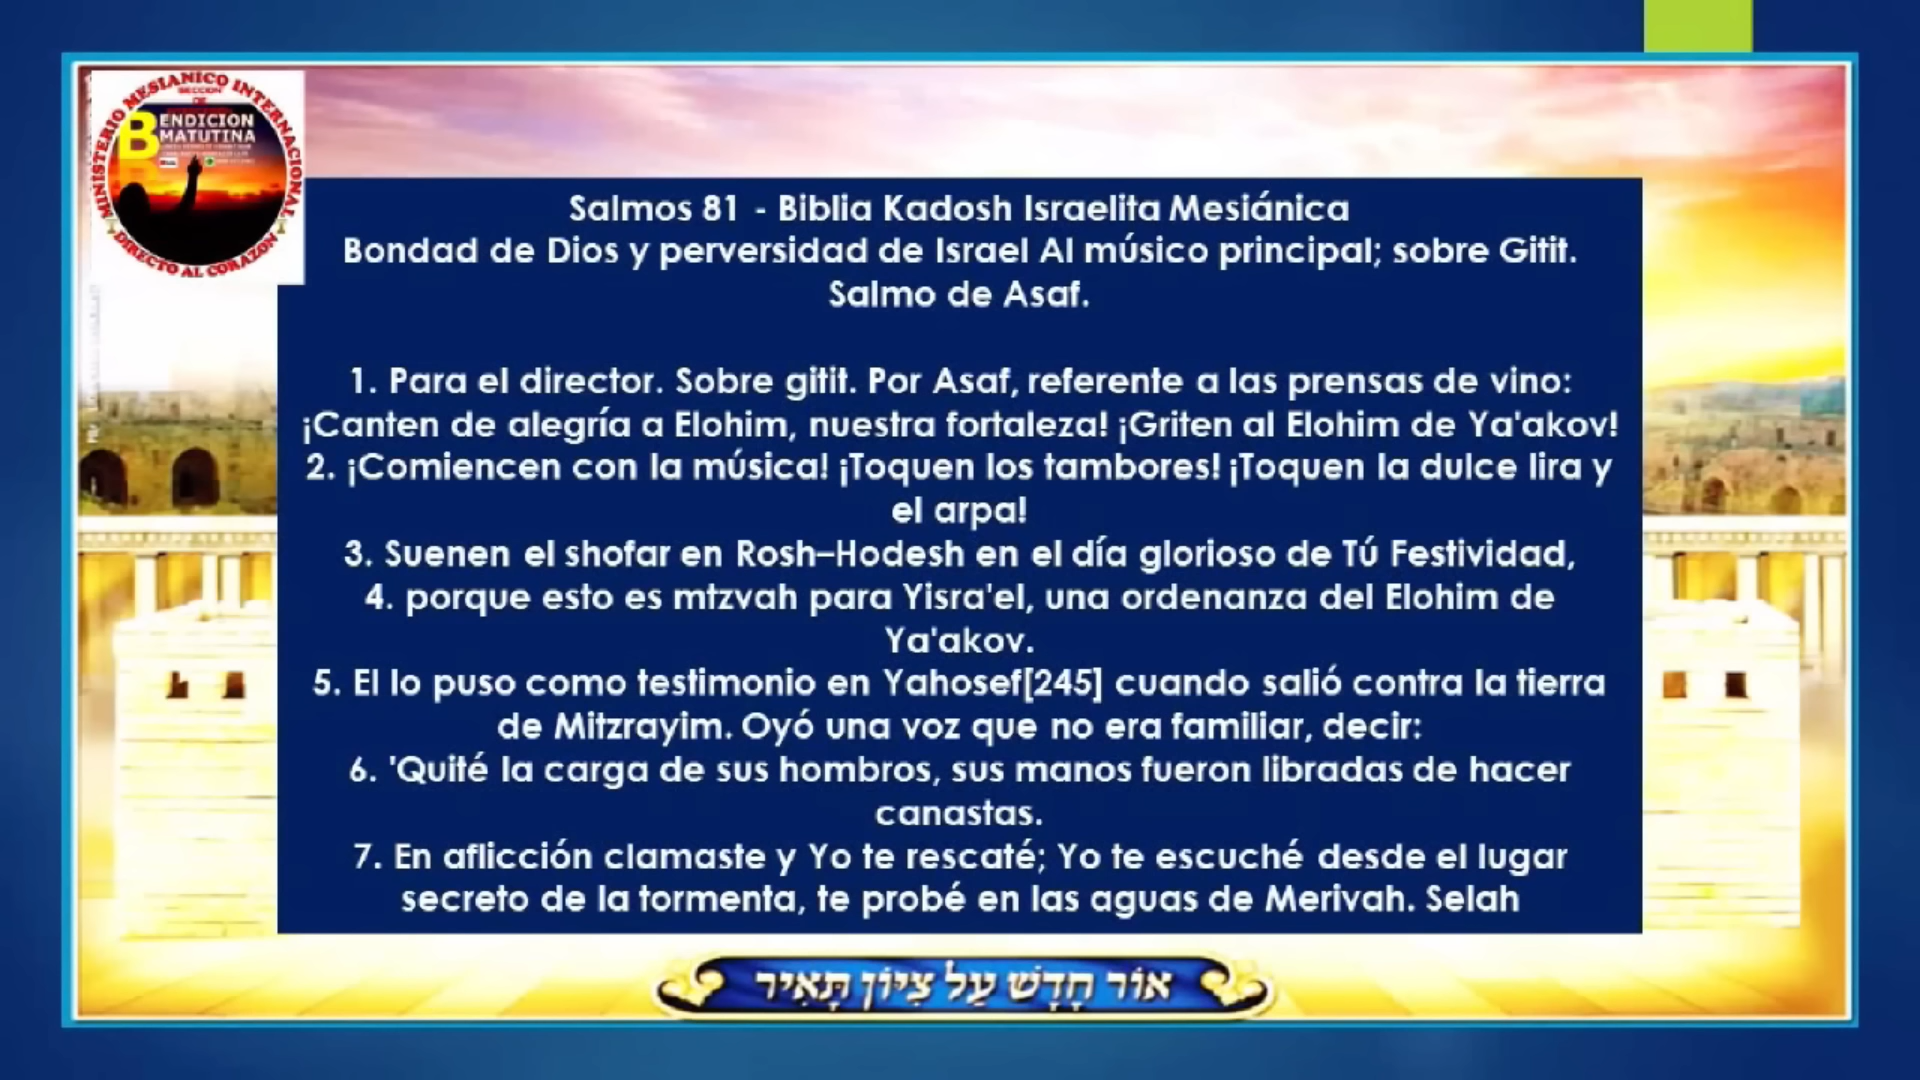 MINISTERIO MESIANICO INTERNACIONAL
SECCION
DE
BENDICION
MATUTINA
DIRECTO AL CORAZON
Salmos 81 - Biblia Kadosh Israelita Mesiánica
Bondad de Dios y perversidad de Israel Al músico principal; sobre Gitit.
Salmo de Asaf.
1. Para el director. Sobre gitit. Por Asaf, referente a las prensas de vino:
¡Canten de alegría a Elohim, nuestra fortaleza! ¡Griten al Elohim de Ya'akov!
2. ¡Comiencen con la música! ¡Toquen los tambores! ¡Toquen la dulce lira y
el arpa!
3. Suenen el shofar en Rosh–Hodesh en el día glorioso de Tú Festividad,
4. porque esto es mtzvah para Yisra'el, una ordenanza del Elohim de
Ya'akov.
5. El lo puso como testimonio en Yahosef[245] cuando salió contra la tierra
de Mitzrayim. Oyó una voz que no era familiar, decir:
6. 'Quité la carga de sus hombros, sus manos fueron libradas de hacer
canastas.
7. En aflicción clamaste y Yo te rescaté; Yo te escuché desde el lugar
secreto de la tormenta, te probé en las aguas de Merivah. Selah
אוֹר חָדָשׁ עַל צִיּוֹן תָּאִיר